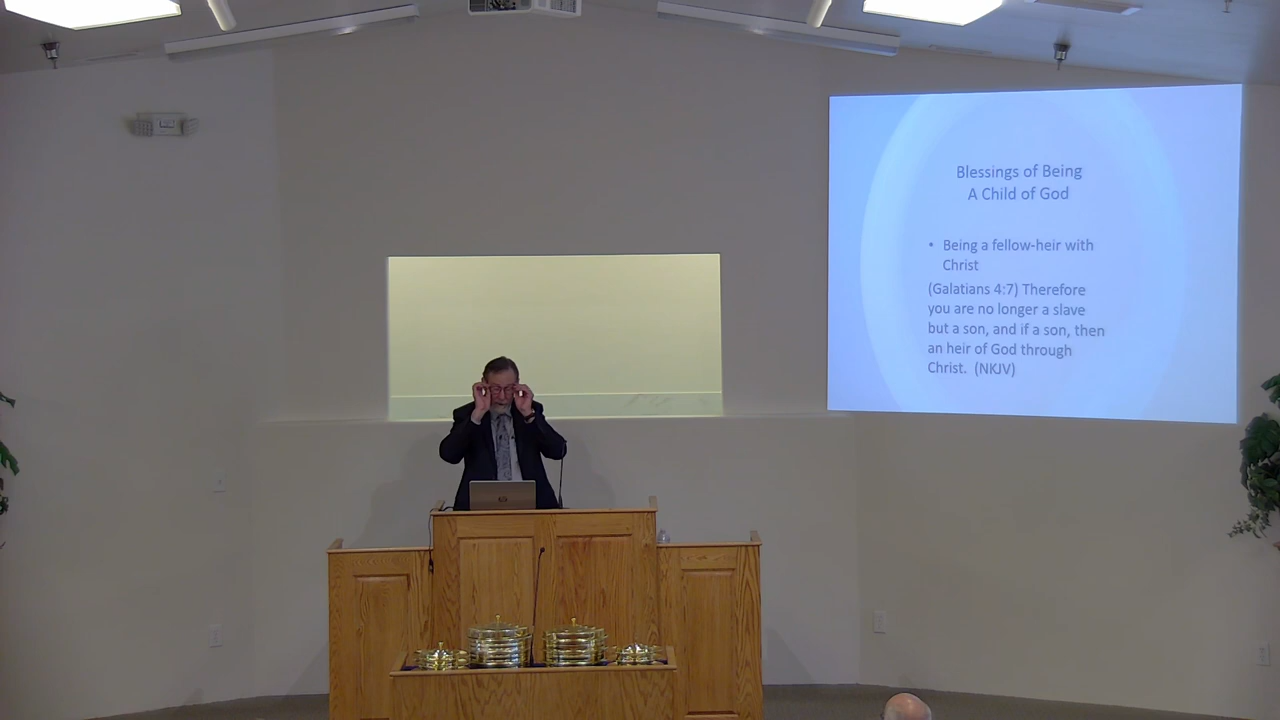 Blessings of Being
A Child of God
• Being a fellow-heir with
Christ
(Galatians 4:7) Therefore
you are no longer a slave
but a son, and if a son, then
an heir of God through
Christ. (NKJV)